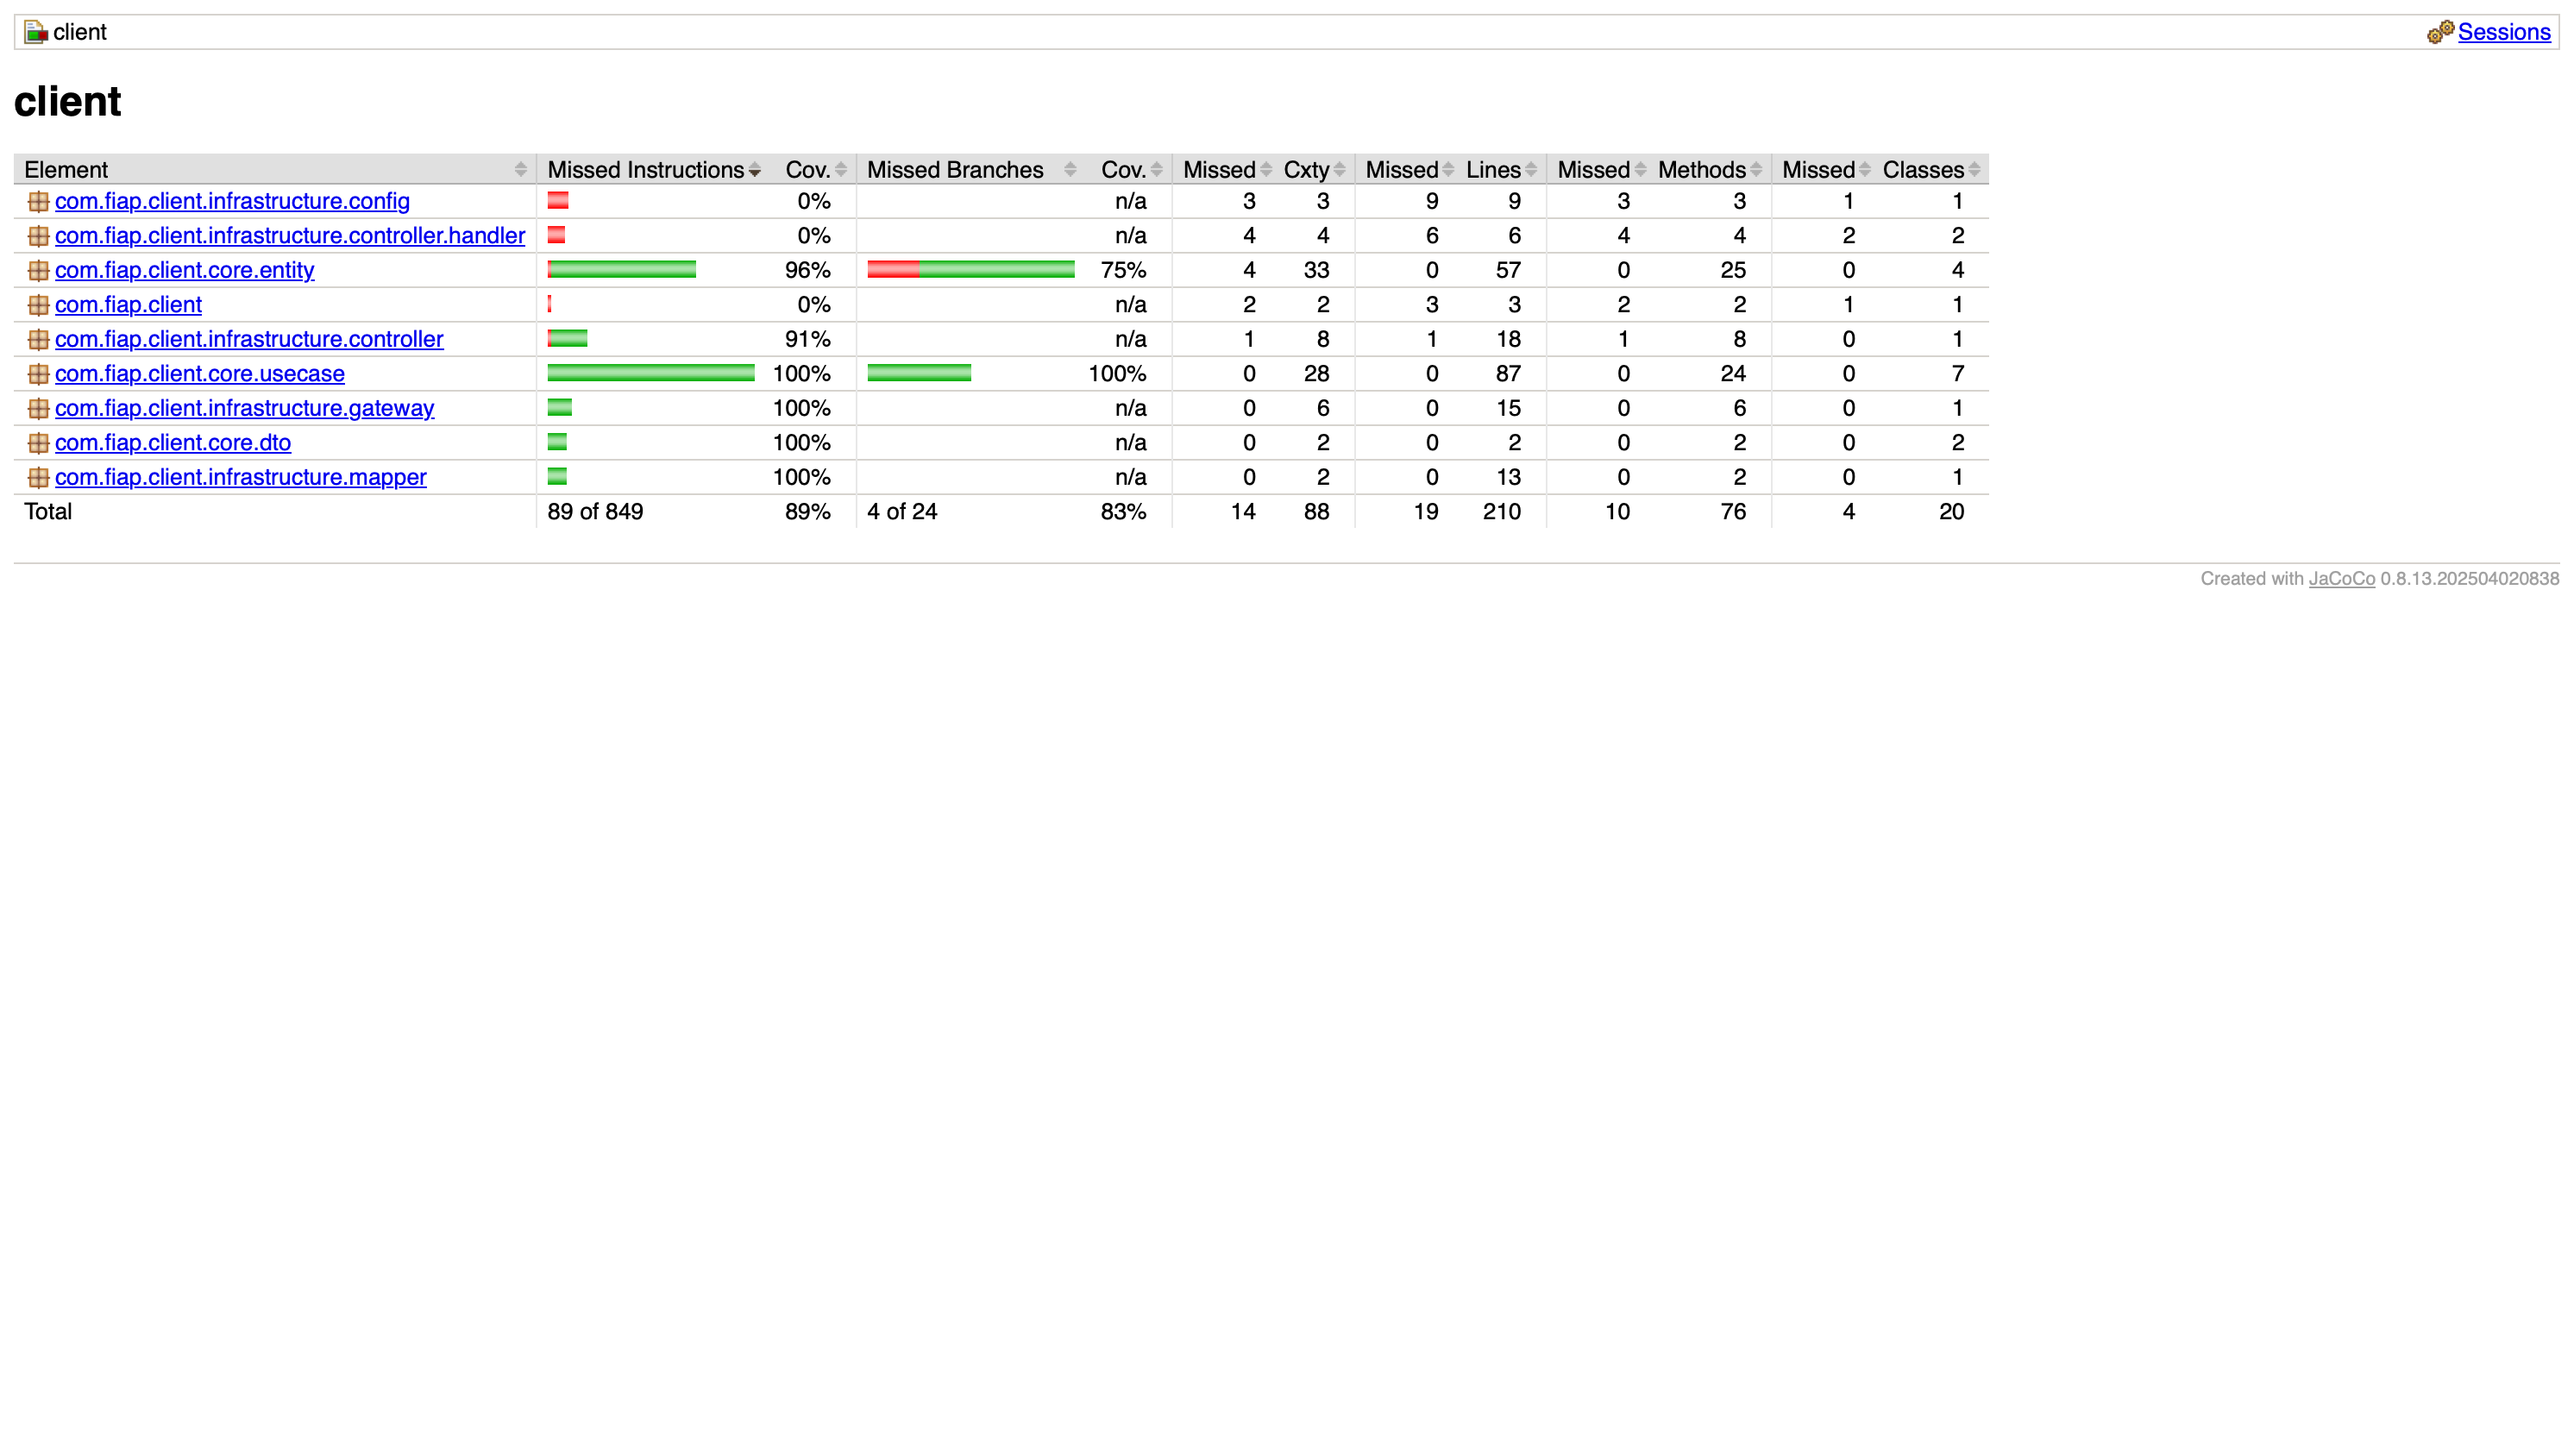 client Sessions
client
Element Missed Instructions Cov. Missed Branches Cov. Missed Cxty Missed Lines Missed Methods Missed Classes
com.fiap.client.infrastructure.config 0% n/a 3 3 9 9 3 3 1 1
com.fiap.client.infrastructure.controller.handler 0% n/a 4 4 6 6 4 4 2 2
com.fiap.client.core.entity 96% 75% 4 33 0 57 0 25 0 4
com.fiap.client 0% n/a 2 2 3 3 2 2 1 1
com.fiap.client.infrastructure.controller 91% n/a 1 8 1 18 1 8 0 1
com.fiap.client.core.usecase 100% 100% 0 28 0 87 0 24 0 7
com.fiap.client.infrastructure.gateway 100% n/a 0 6 0 15 0 6 0 1
com.fiap.client.core.dto 100% n/a 0 2 0 2 0 2 0 2
com.fiap.client.infrastructure.mapper 100% n/a 0 2 0 13 0 2 0 1
Total 89 of 849 89% 4 of 24 83% 14 88 19 210 10 76 4 20
Created with JaCoCo 0.8.13.202504020838